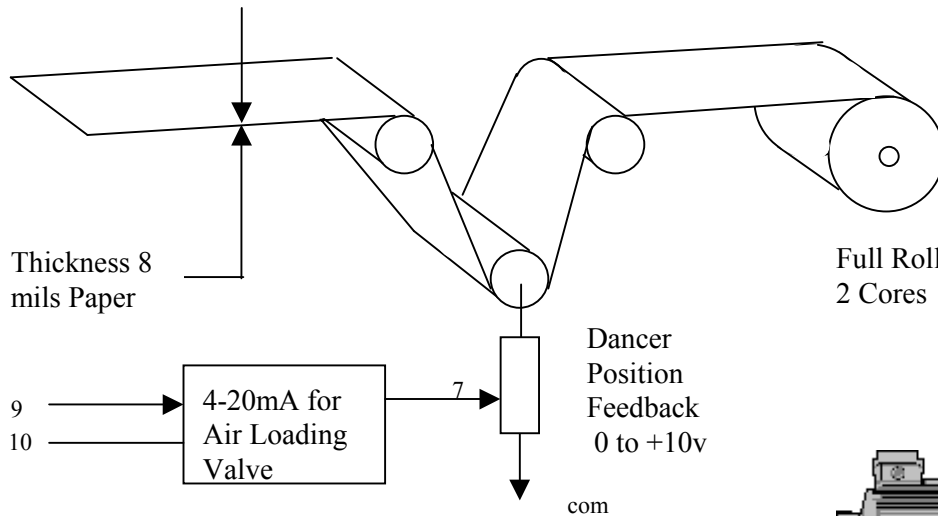 Thickness 8
mils Paper
Full Roll
2 Cores
Dancer
Position
Feedback
0 to +10v
9
10
4-20mA for
Air Loading
Valve
7
com